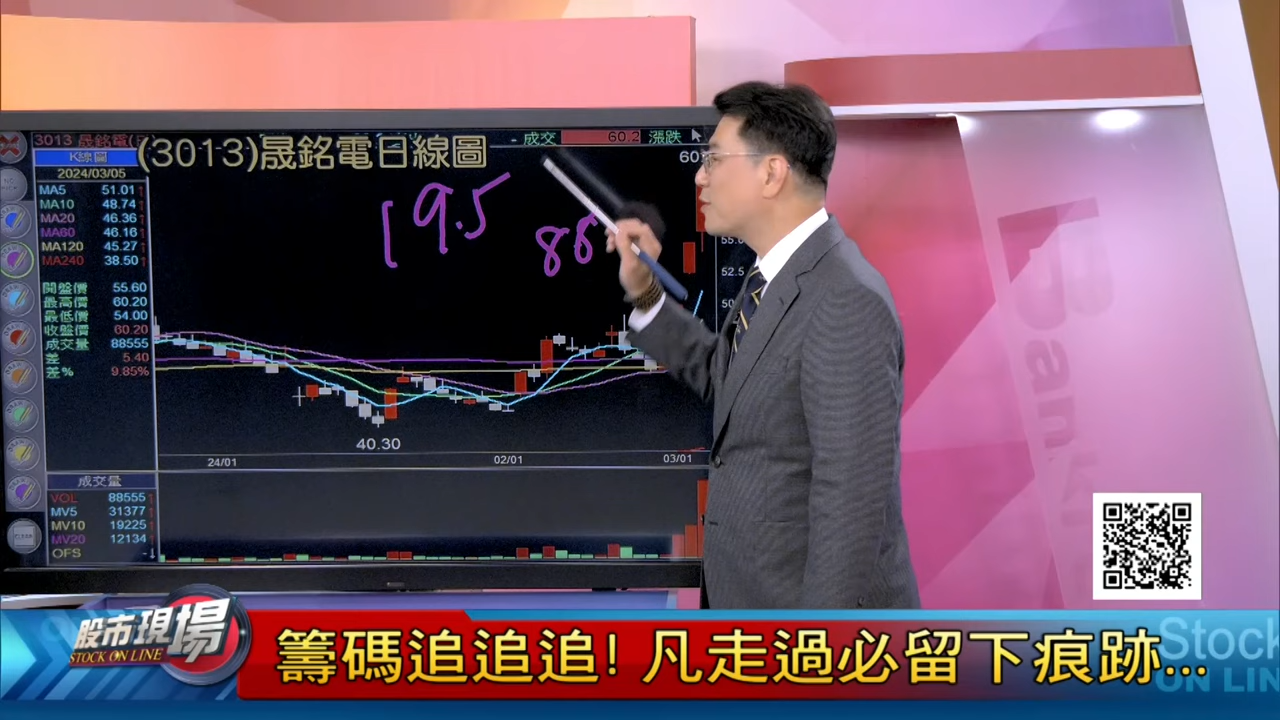 3013 晟銘電(日
(3013)晟銘電日線圖
成交 60.2 漲跌
K線圖
2024/03/05
MA5 51.01↑
MA10 48.74↑
MA20 46.36↑
MA60 46.16↑
MA120 45.27↑
MA240 38.50↑
開盤價 55.60
最高價 60.20
最低價 54.00
收盤價 60.20
成交量 88555
差 5.40
差% 9.85%
19.5
86
60
55.0
52.5
50
40.30
24/01 02/01 03/01
成交量
VOL 88555↑
MV5 31377↑
MV10 19225↑
MV20 12134↑
OFS -↓
Bank
股市現場
STOCK ON LINE
籌碼追追追! 凡走過必留下痕跡...
Stock
ON LIN